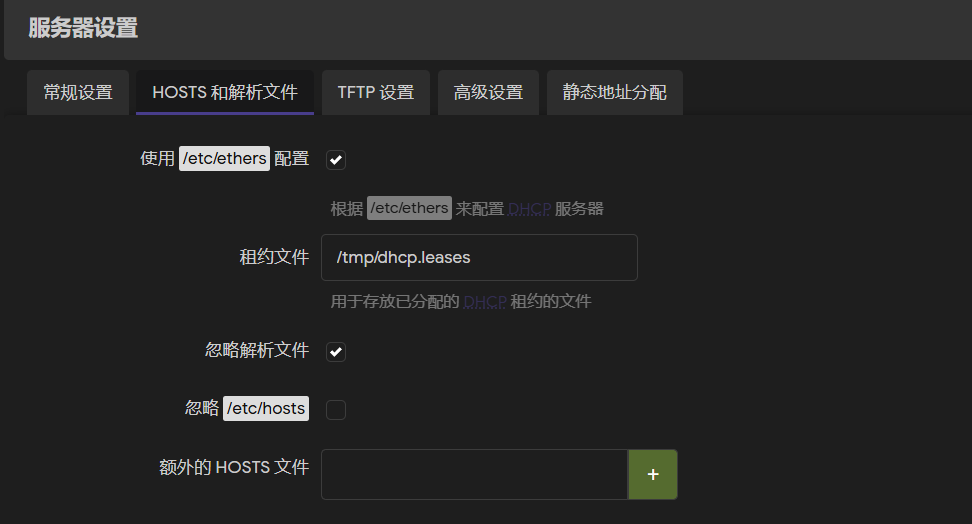 服务器设置
常规设置 HOSTS 和解析文件 TFTP 设置 高级设置 静态地址分配
使用 /etc/ethers 配置
根据 /etc/ethers 来配置 DHCP 服务器
租约文件 /tmp/dhcp.leases
用于存放已分配的 DHCP 租约的文件
忽略解析文件
忽略 /etc/hosts
额外的 HOSTS 文件 +